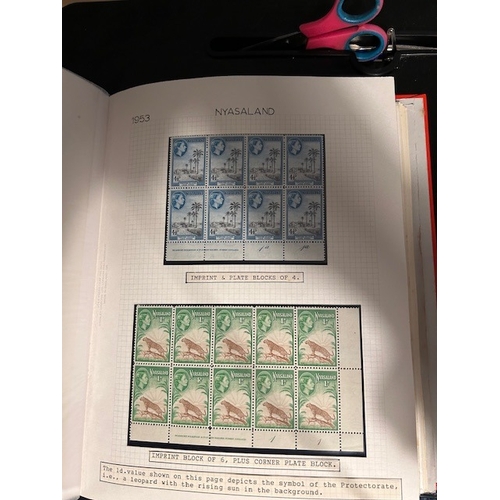 1953 NYASALAND
IMPRINT & PLATE BLOCKS OF 4.
NYASALAND
IMPRINT BLOCK OF 6, PLUS CORNER PLATE BLOCK.
The 1d.value shown on this page depicts the symbol of the Protectorate,
i.e., a leopard with the rising sun in the background.